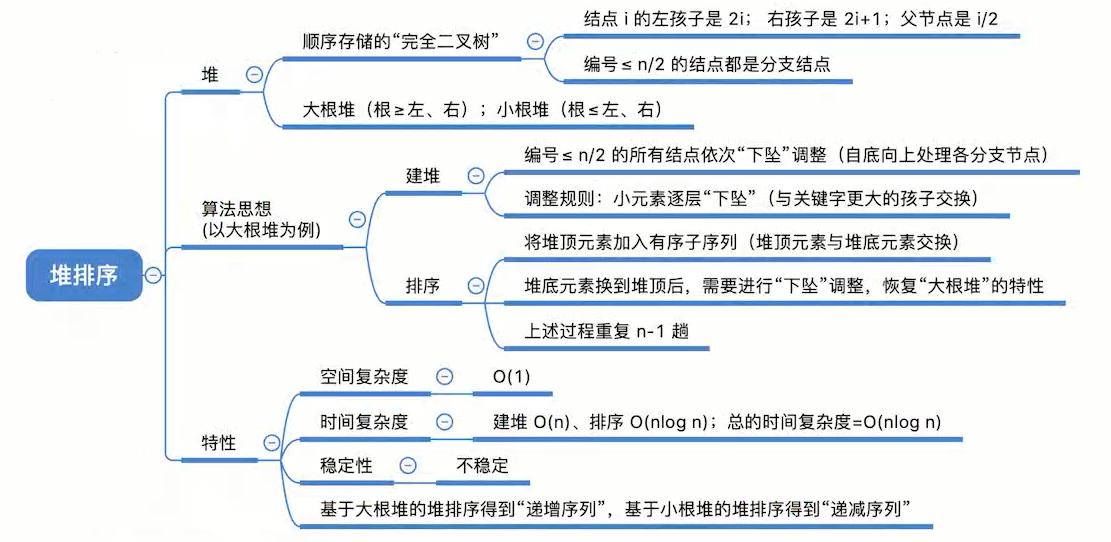 堆排序
堆
顺序存储的“完全二叉树”
结点 i 的左孩子是 2i； 右孩子是 2i+1；父节点是 i/2
编号≤ n/2 的结点都是分支结点
大根堆（根≥左、右）；小根堆（根≤左、右）
算法思想
(以大根堆为例)
建堆
编号≤ n/2 的所有结点依次“下坠”调整（自底向上处理各分支节点）
调整规则：小元素逐层“下坠”（与关键字更大的孩子交换）
排序
将堆顶元素加入有序子序列（堆顶元素与堆底元素交换）
堆底元素换到堆顶后，需要进行“下坠”调整，恢复“大根堆”的特性
上述过程重复 n-1 趟
特性
空间复杂度
O(1)
时间复杂度
建堆 O(n)、排序 O(nlog n)；总的时间复杂度=O(nlog n)
稳定性
不稳定
基于大根堆的堆排序得到“递增序列”，基于小根堆的堆排序得到“递减序列”